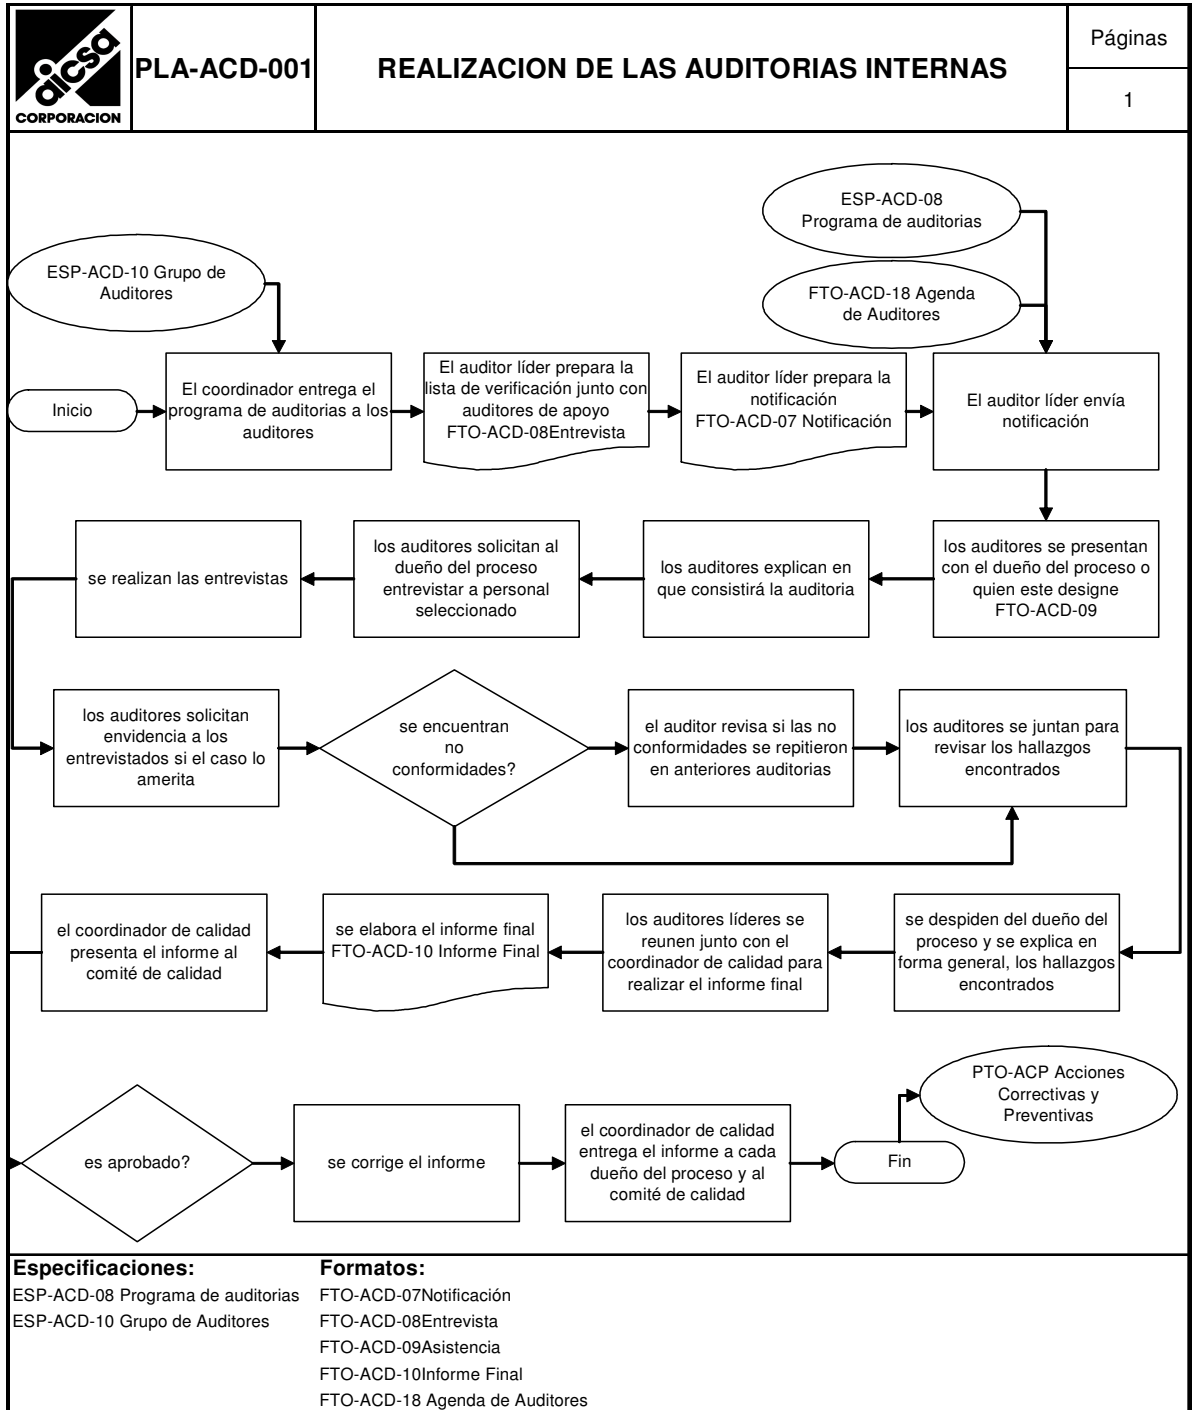 aicsa
CORPORACION
PLA-ACD-001
REALIZACION DE LAS AUDITORIAS INTERNAS
Páginas
1
ESP-ACD-08
Programa de auditorias
ESP-ACD-10 Grupo de
Auditores
FTO-ACD-18 Agenda
de Auditores
Inicio
El coordinador entrega el
programa de auditorias a los
auditores
El auditor líder prepara la
lista de verificación junto con
auditores de apoyo
FTO-ACD-08Entrevista
El auditor líder prepara la
notificación
FTO-ACD-07 Notificación
El auditor líder envía
notificación
los auditores se presentan
con el dueño del proceso o
quien este designe
FTO-ACD-09
los auditores explican en
que consistirá la auditoria
los auditores solicitan al
dueño del proceso
entrevistar a personal
seleccionado
se realizan las entrevistas
los auditores solicitan
envidencia a los
entrevistados si el caso lo
amerita
se encuentran
no
conformidades?
el auditor revisa si las no
conformidades se repitieron
en anteriores auditorias
los auditores se juntan para
revisar los hallazgos
encontrados
se despiden del dueño del
proceso y se explica en
forma general, los hallazgos
encontrados
los auditores líderes se
reunen junto con el
coordinador de calidad para
realizar el informe final
se elabora el informe final
FTO-ACD-10 Informe Final
el coordinador de calidad
presenta el informe al
comité de calidad
es aprobado?
se corrige el informe
el coordinador de calidad
entrega el informe a cada
dueño del proceso y al
comité de calidad
Fin
PTO-ACP Acciones
Correctivas y
Preventivas
Especificaciones:
ESP-ACD-08 Programa de auditorias
ESP-ACD-10 Grupo de Auditores
Formatos:
FTO-ACD-07Notificación
FTO-ACD-08Entrevista
FTO-ACD-09Asistencia
FTO-ACD-10Informe Final
FTO-ACD-18 Agenda de Auditores